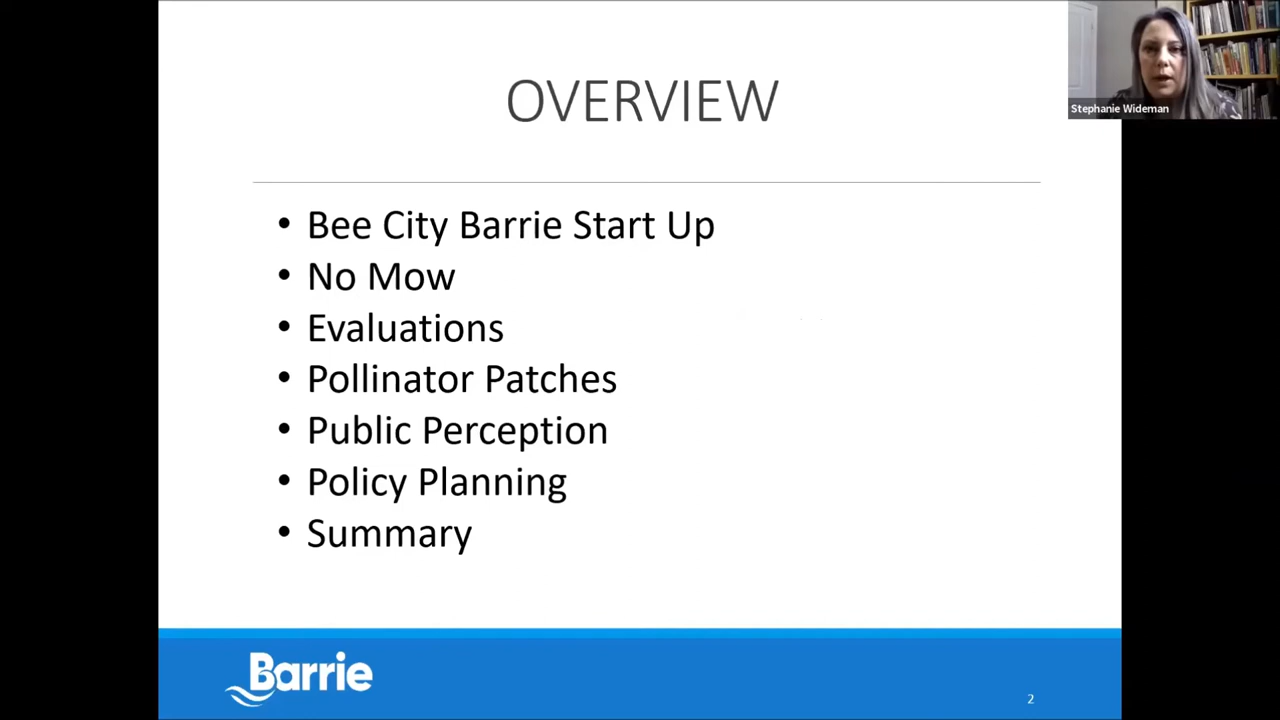 OVERVIEW
Stephanie Wideman
• Bee City Barrie Start Up
• No Mow
• Evaluations
• Pollinator Patches
• Public Perception
• Policy Planning
• Summary
Barrie
2